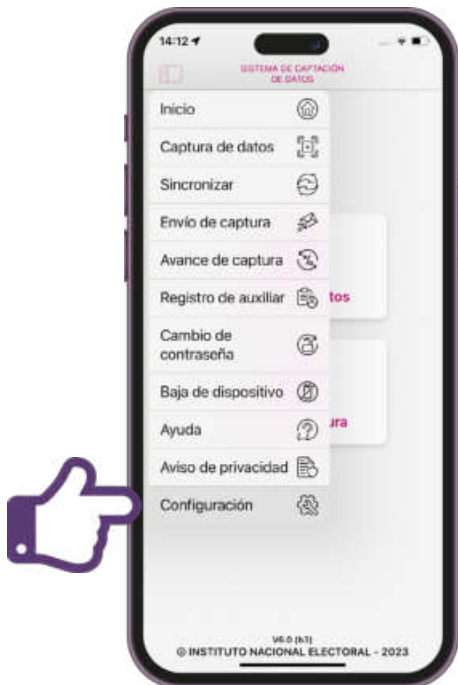 14:12
SISTEMA DE CAPTACIÓN
DE DATOS
Inicio
Captura de datos
Sincronizar
Envío de captura
Avance de captura
Registro de auxiliar
tos
Cambio de
contraseña
Baja de dispositivo
Ayuda
ura
Aviso de privacidad
Configuración
V6.0 (b3)
© INSTITUTO NACIONAL ELECTORAL - 2023